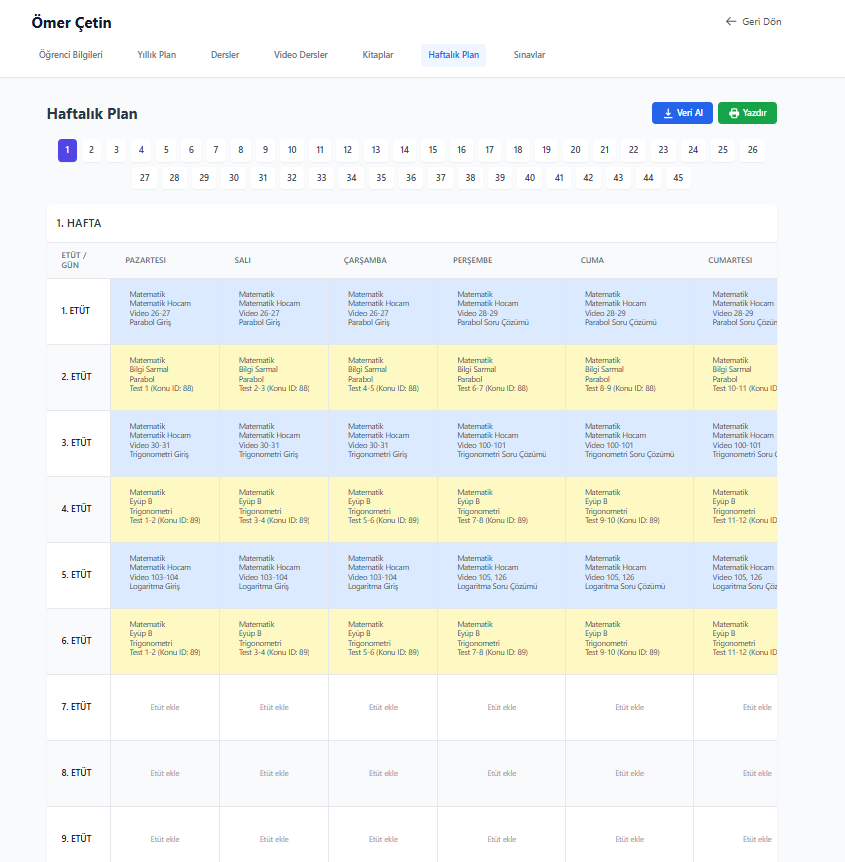 Ömer Çetin
Geri Dön
Öğrenci Bilgileri Yıllık Plan Dersler Video Dersler Kitaplar Haftalık Plan Sınavlar
Haftalık Plan
Veri Al Yazdır
1 2 3 4 5 6 7 8 9 10 11 12 13 14 15 16 17 18 19 20 21 22 23 24 25 26
27 28 29 30 31 32 33 34 35 36 37 38 39 40 41 42 43 44 45
1. HAFTA
ETÜT / GÜN PAZARTESI SALI ÇARŞAMBA PERŞEMBE CUMA CUMARTESI
1. ETÜT
Matematik Matematik Matematik Matematik Matematik Matematik
Matematik Hocam Matematik Hocam Matematik Hocam Matematik Hocam Matematik Hocam Matematik Hocam
Video 26-27 Video 26-27 Video 26-27 Video 28-29 Video 28-29 Video 28-29
Parabol Giriş Parabol Giriş Parabol Giriş Parabol Soru Çözümü Parabol Soru Çözümü Parabol Soru Çözüm
2. ETÜT
Matematik Matematik Matematik Matematik Matematik Matematik
Bilgi Sarmal Bilgi Sarmal Bilgi Sarmal Bilgi Sarmal Bilgi Sarmal Bilgi Sarmal
Parabol Parabol Parabol Parabol Parabol Parabol
Test 1 (Konu ID: 88) Test 2-3 (Konu ID: 88) Test 4-5 (Konu ID: 88) Test 6-7 (Konu ID: 88) Test 8-9 (Konu ID: 88) Test 10-11 (Konu ID
3. ETÜT
Matematik Matematik Matematik Matematik Matematik Matematik
Matematik Hocam Matematik Hocam Matematik Hocam Matematik Hocam Matematik Hocam Matematik Hocam
Video 30-31 Video 30-31 Video 30-31 Video 100-101 Video 100-101 Video 100-101
Trigonometri Giriş Trigonometri Giriş Trigonometri Giriş Trigonometri Soru Çözümü Trigonometri Soru Çözümü Trigonometri Soru
4. ETÜT
Matematik Matematik Matematik Matematik Matematik Matematik
Eyüp B Eyüp B Eyüp B Eyüp B Eyüp B Eyüp B
Trigonometri Trigonometri Trigonometri Trigonometri Trigonometri Trigonometri
Test 1-2 (Konu ID: 89) Test 3-4 (Konu ID: 89) Test 5-6 (Konu ID: 89) Test 7-8 (Konu ID: 89) Test 9-10 (Konu ID: 89) Test 11-12 (Konu ID
5. ETÜT
Matematik Matematik Matematik Matematik Matematik Matematik
Matematik Hocam Matematik Hocam Matematik Hocam Matematik Hocam Matematik Hocam Matematik Hocam
Video 103-104 Video 103-104 Video 103-104 Video 105, 126 Video 105, 126 Video 105, 126
Logaritma Giriş Logaritma Giriş Logaritma Giriş Logaritma Soru Çözümü Logaritma Soru Çözümü Logaritma Soru Çöz
6. ETÜT
Matematik Matematik Matematik Matematik Matematik Matematik
Eyüp B Eyüp B Eyüp B Eyüp B Eyüp B Eyüp B
Trigonometri Trigonometri Trigonometri Trigonometri Trigonometri Trigonometri
Test 1-2 (Konu ID: 89) Test 3-4 (Konu ID: 89) Test 5-6 (Konu ID: 89) Test 7-8 (Konu ID: 89) Test 9-10 (Konu ID: 89) Test 11-12 (Konu ID
7. ETÜT Etüt ekle Etüt ekle Etüt ekle Etüt ekle Etüt ekle Etüt ekle
8. ETÜT Etüt ekle Etüt ekle Etüt ekle Etüt ekle Etüt ekle Etüt ekle
9. ETÜT Etüt ekle Etüt ekle Etüt ekle Etüt ekle Etüt ekle Etüt ekle